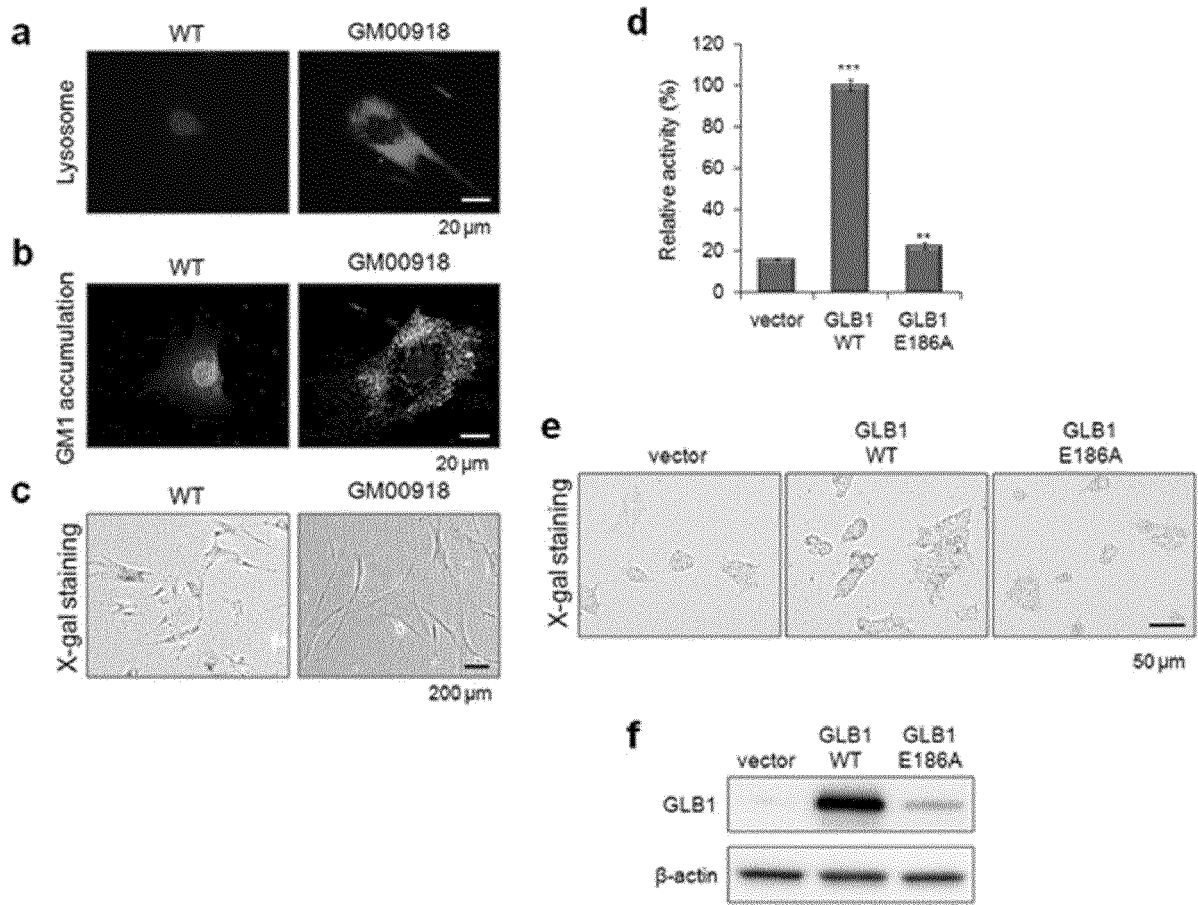 a
WT
GM00918
Lysosome
20 μm
b
WT
GM00918
GM1 accumulation
20 μm
c
WT
GM00918
X-gal staining
200 μm
d
120
100
80
60
40
20
0
Relative activity (%)
***
**
vector
GLB1
WT
GLB1
E186A
e
vector
GLB1
WT
GLB1
E186A
X-gal staining
50 μm
f
vector
GLB1
WT
GLB1
E186A
GLB1
β-actin